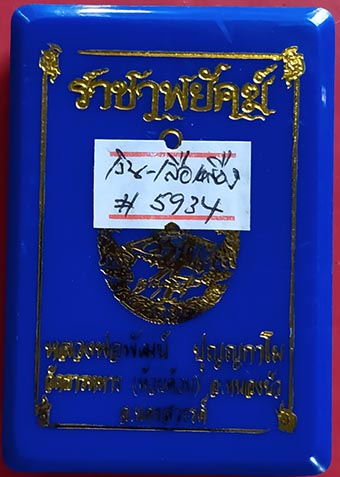 ราชาพยัคฆ์
# 5934
หลวงพ่อพัฒน์ ปุญญกาโม
วัดธารทหาร (ห้วยด้วน) อ.หนองบัว
จ.นครสวรรค์